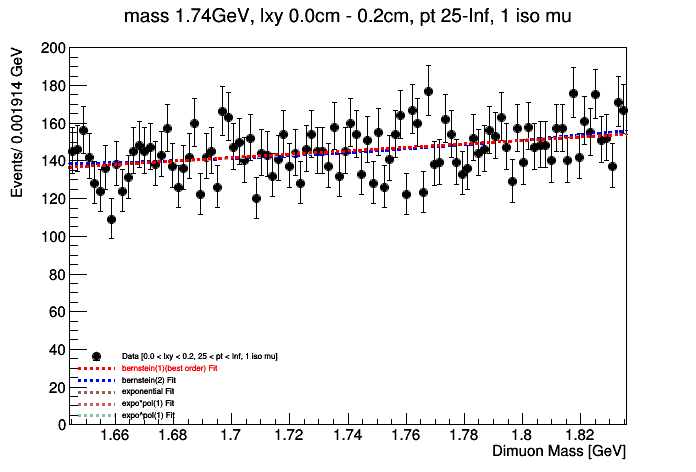 mass 1.74GeV, lxy 0.0cm - 0.2cm, pt 25-Inf, 1 iso mu
Events/ 0.001914 GeV
200
180
160
140
120
100
80
60
40
20
0
Data [0.0 < lxy < 0.2, 25 < pt < Inf, 1 iso mu]
bernstein(1)(best order) Fit
bernstein(2) Fit
exponential Fit
expo*pol(1) Fit
expo^pol(1) Fit
1.66 1.68 1.7 1.72 1.74 1.76 1.78 1.8 1.82
Dimuon Mass [GeV]